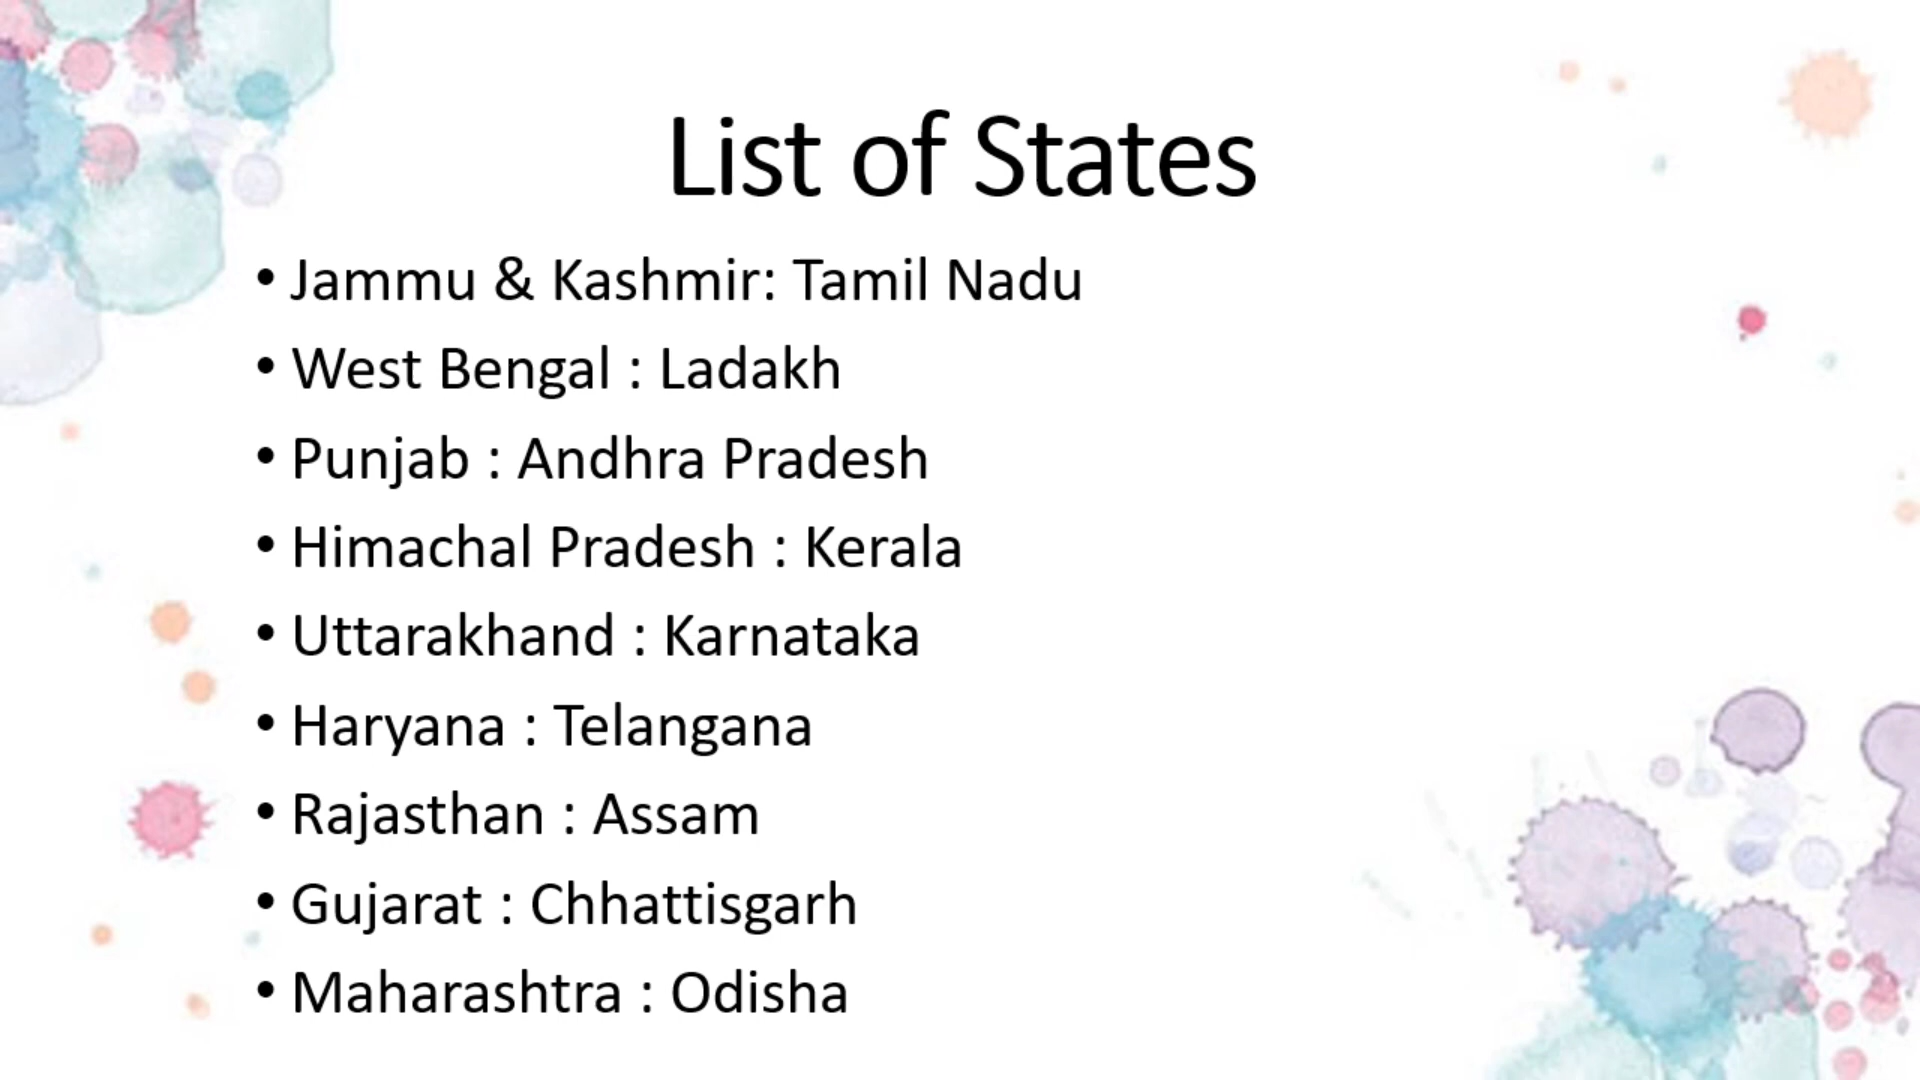 List of States
• Jammu & Kashmir: Tamil Nadu
• West Bengal : Ladakh
• Punjab : Andhra Pradesh
• Himachal Pradesh : Kerala
• Uttarakhand : Karnataka
• Haryana : Telangana
• Rajasthan : Assam
• Gujarat : Chhattisgarh
• Maharashtra : Odisha